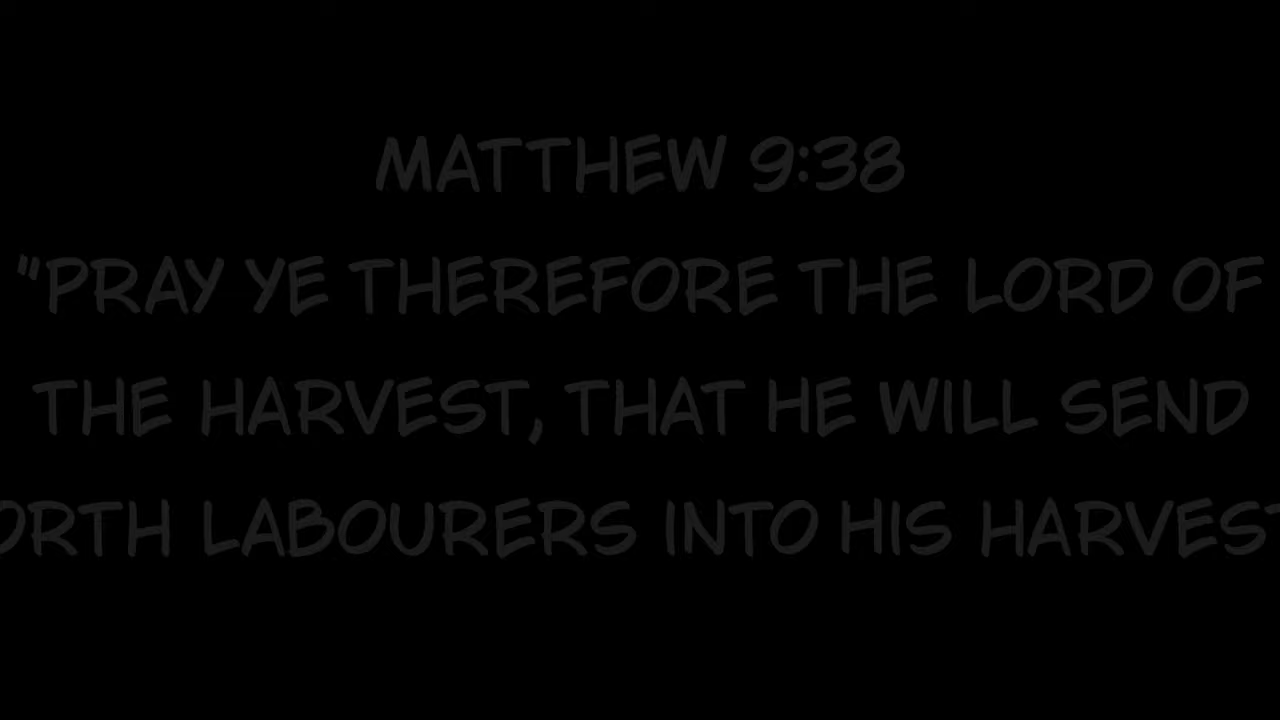 MATTHEW 9:38
"PRAY YE THEREFORE THE LORD OF
THE HARVEST, THAT HE WILL SEND
ORTH LABOURERS INTO HIS HARVEST